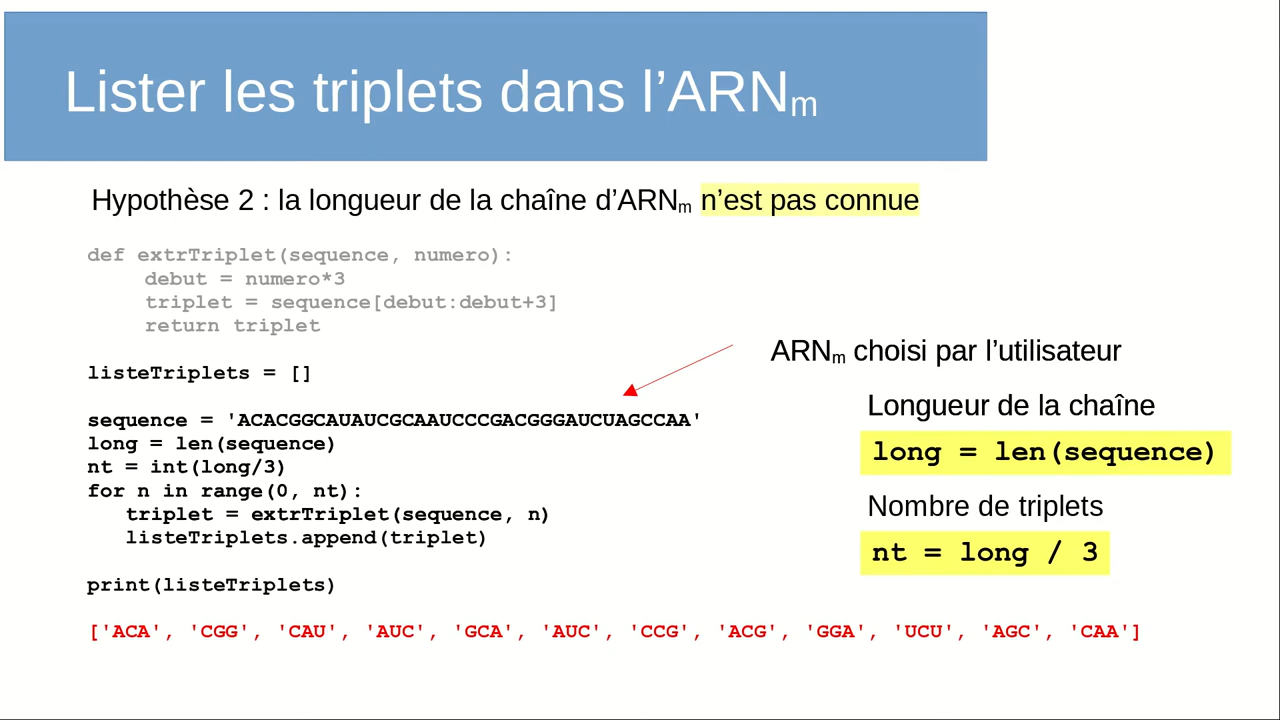 Lister les triplets dans l’ARNm
Hypothèse 2 : la longueur de la chaîne d’ARNm n’est pas connue
def extrTriplet(sequence, numero):
debut = numero*3
triplet = sequence[debut:debut+3]
return triplet
listeTriplets = []
sequence = 'ACACGGCAUAUCGCAAUCCCGACGGGAUCUAGCCAA'
long = len(sequence)
nt = int(long/3)
for n in range(0, nt):
triplet = extrTriplet(sequence, n)
listeTriplets.append(triplet)
print(listeTriplets)
['ACA', 'CGG', 'CAU', 'AUC', 'GCA', 'AUC', 'CCG', 'ACG', 'GGA', 'UCU', 'AGC', 'CAA']
ARNm choisi par l’utilisateur
Longueur de la chaîne
long = len(sequence)
Nombre de triplets
nt = long / 3